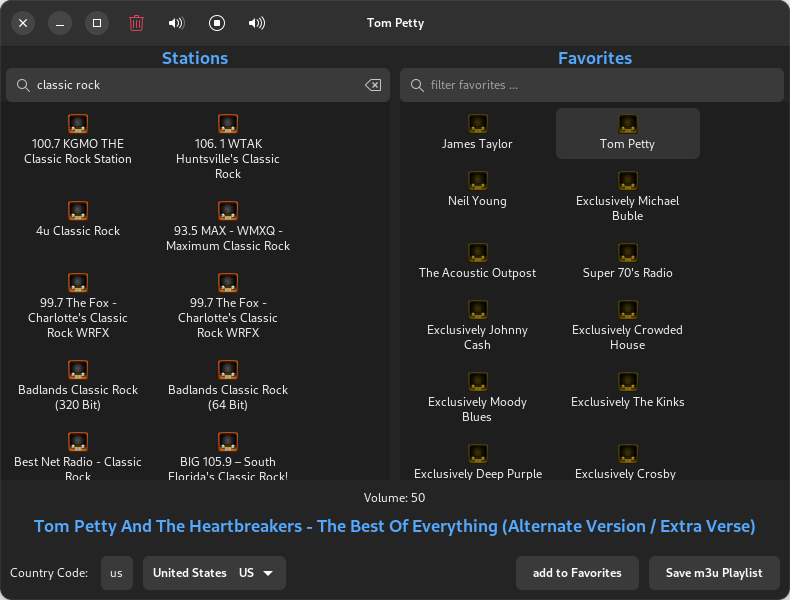 Tom Petty
Stations
Favorites
classic rock
filter favorites ...
100.7 KGMO THE
Classic Rock Station
106. 1 WTAK
Huntsville's Classic
Rock
4u Classic Rock
93.5 MAX - WMXQ -
Maximum Classic Rock
99.7 The Fox -
Charlotte's Classic
Rock WRFX
99.7 The Fox -
Charlotte's Classic
Rock WRFX
Badlands Classic Rock
(320 Bit)
Badlands Classic Rock
(64 Bit)
Best Net Radio - Classic
Rock
BIG 105.9 – South
Florida's Classic Rock!
James Taylor
Tom Petty
Neil Young
Exclusively Michael
Buble
The Acoustic Outpost
Super 70's Radio
Exclusively Johnny
Cash
Exclusively Crowded
House
Exclusively Moody
Blues
Exclusively The Kinks
Exclusively Deep Purple
Exclusively Crosby
Volume: 50
Tom Petty And The Heartbreakers - The Best Of Everything (Alternate Version / Extra Verse)
Country Code:
us
United States US
add to Favorites
Save m3u Playlist